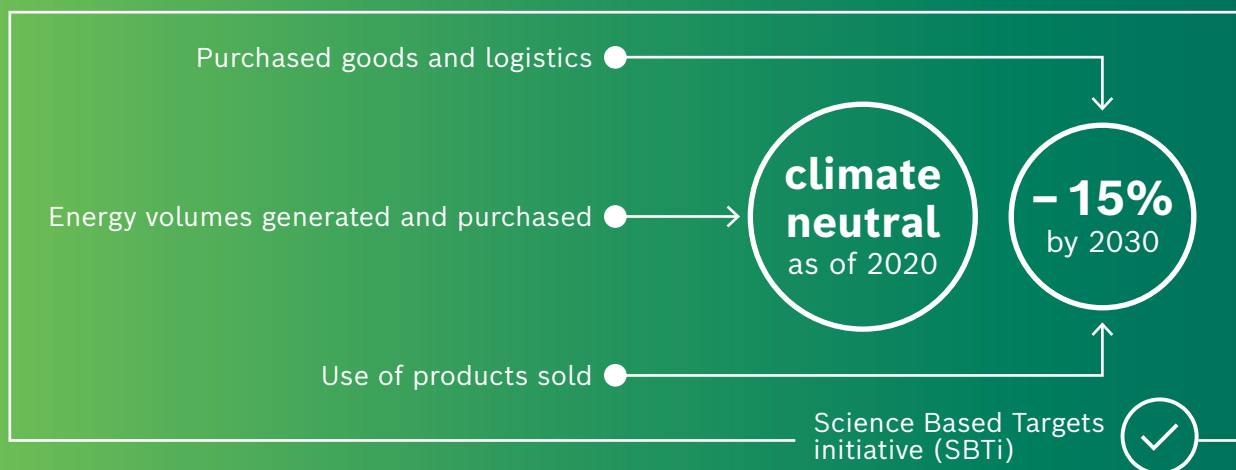 Purchased goods and logistics
Energy volumes generated and purchased
climate
neutral
as of 2020
– 15%
by 2030
Use of products sold
Science Based Targets
initiative (SBTi)